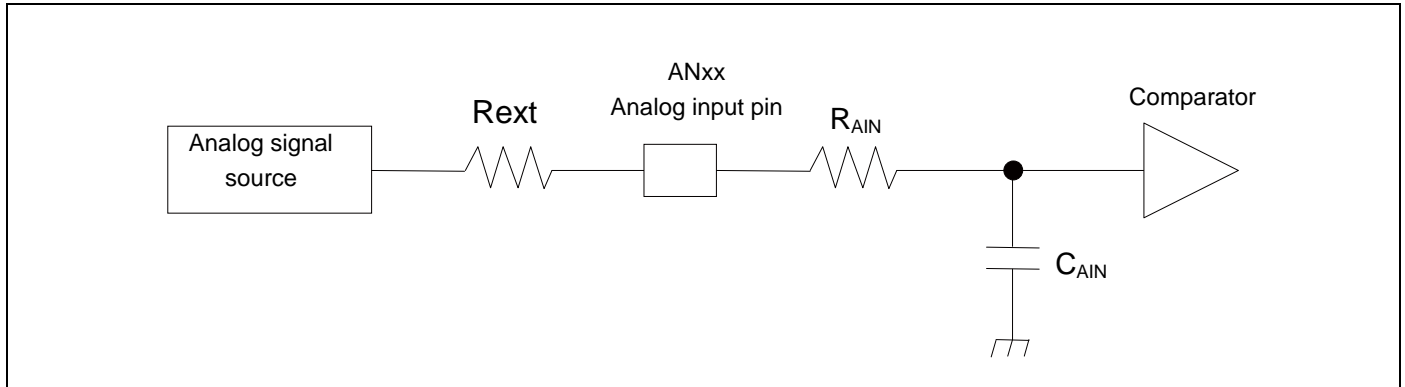 Analog signal
source
Rext
ANxx
Analog input pin
RAIN
Comparator
CAIN